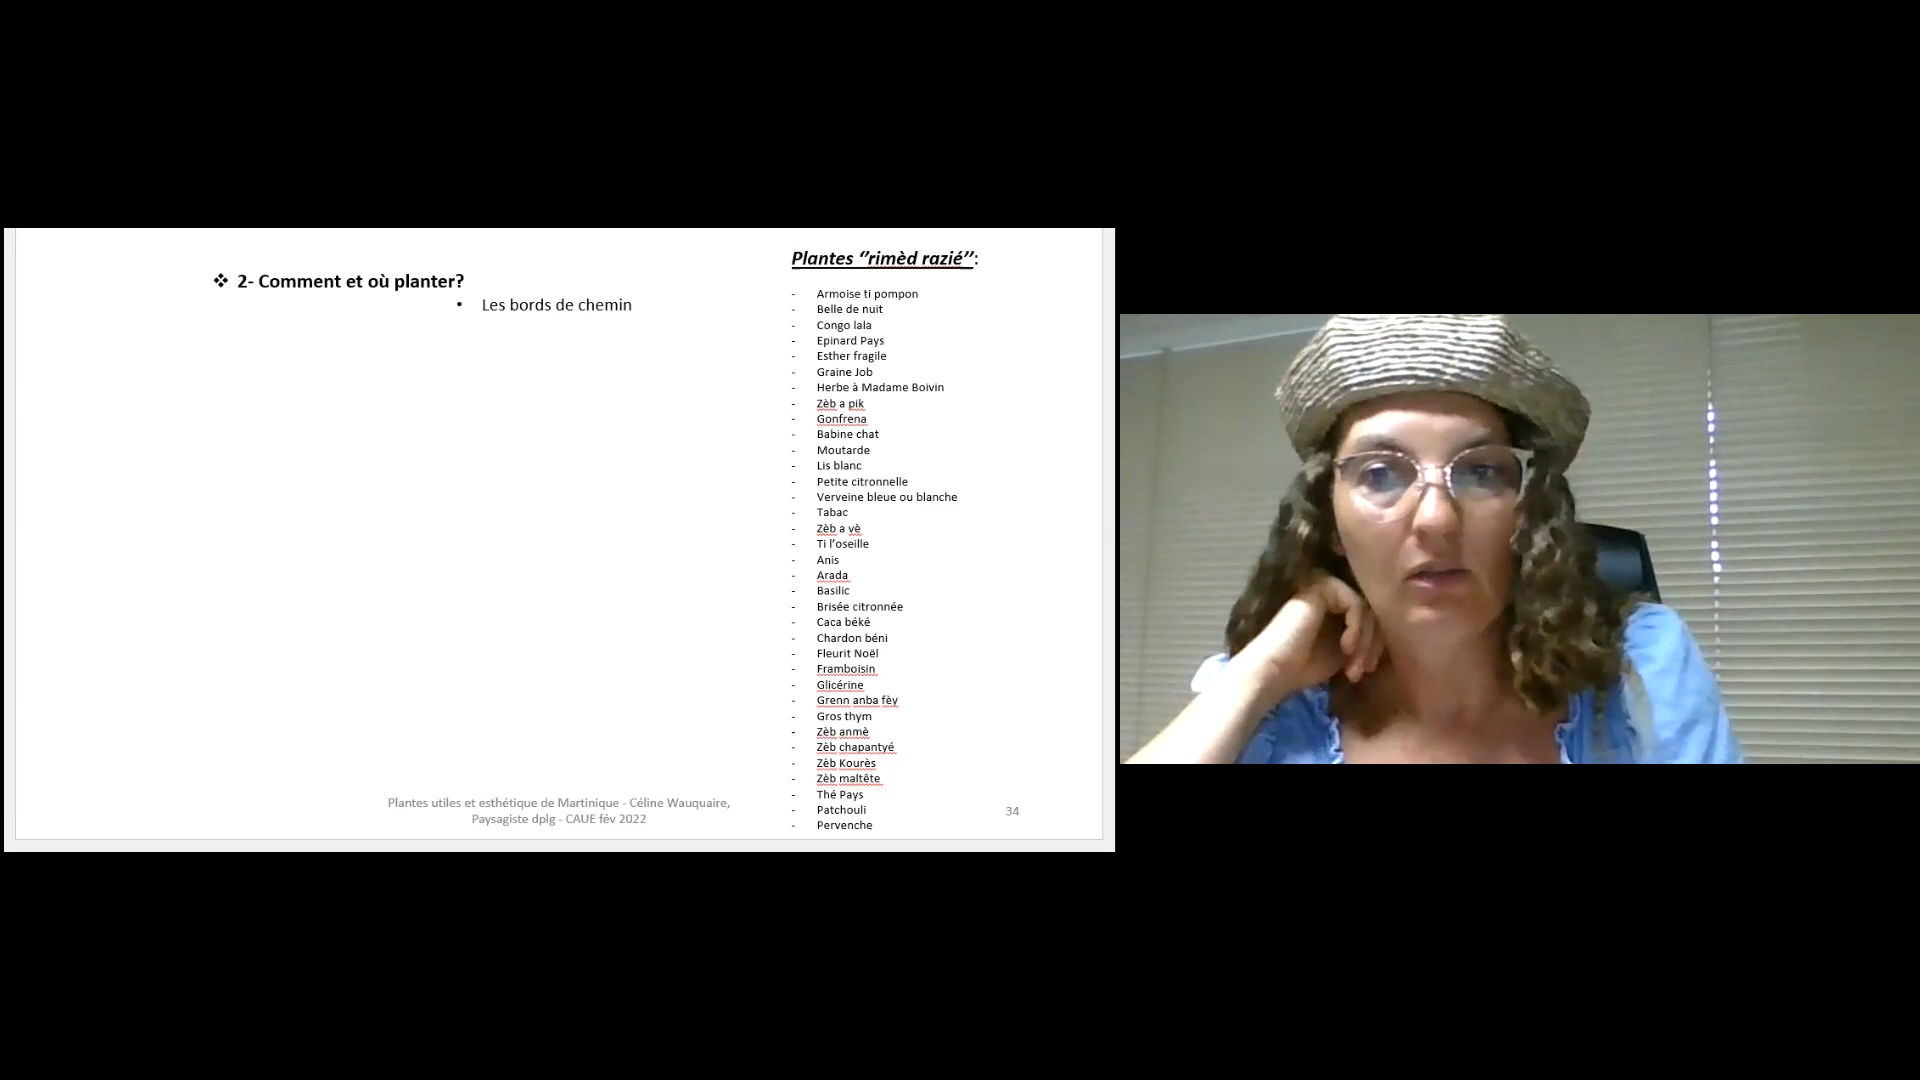 ❖ 2- Comment et où planter?
• Les bords de chemin
Plantes ‘’rimèd razié’’:
- Armoise ti pompon
- Belle de nuit
- Congo lala
- Epinard Pays
- Esther fragile
- Graine Job
- Herbe à Madame Boivin
- Zèb a pik
- Gonfrena
- Babine chat
- Moutarde
- Lis blanc
- Petite citronnelle
- Verveine bleue ou blanche
- Tabac
- Zèb a vè
- Ti l’oseille
- Anis
- Arada
- Basilic
- Brisée citronnée
- Caca béké
- Chardon béni
- Fleurit Noël
- Framboisin
- Glicérine
- Grenn anba fèy
- Gros thym
- Zèb anmè
- Zèb chapantyé
- Zèb Kourès
- Zèb maltête
- Thé Pays
- Patchouli
- Pervenche
Plantes utiles et esthétique de Martinique - Céline Wauquaire,
Paysagiste dplg - CAUE fév 2022
34